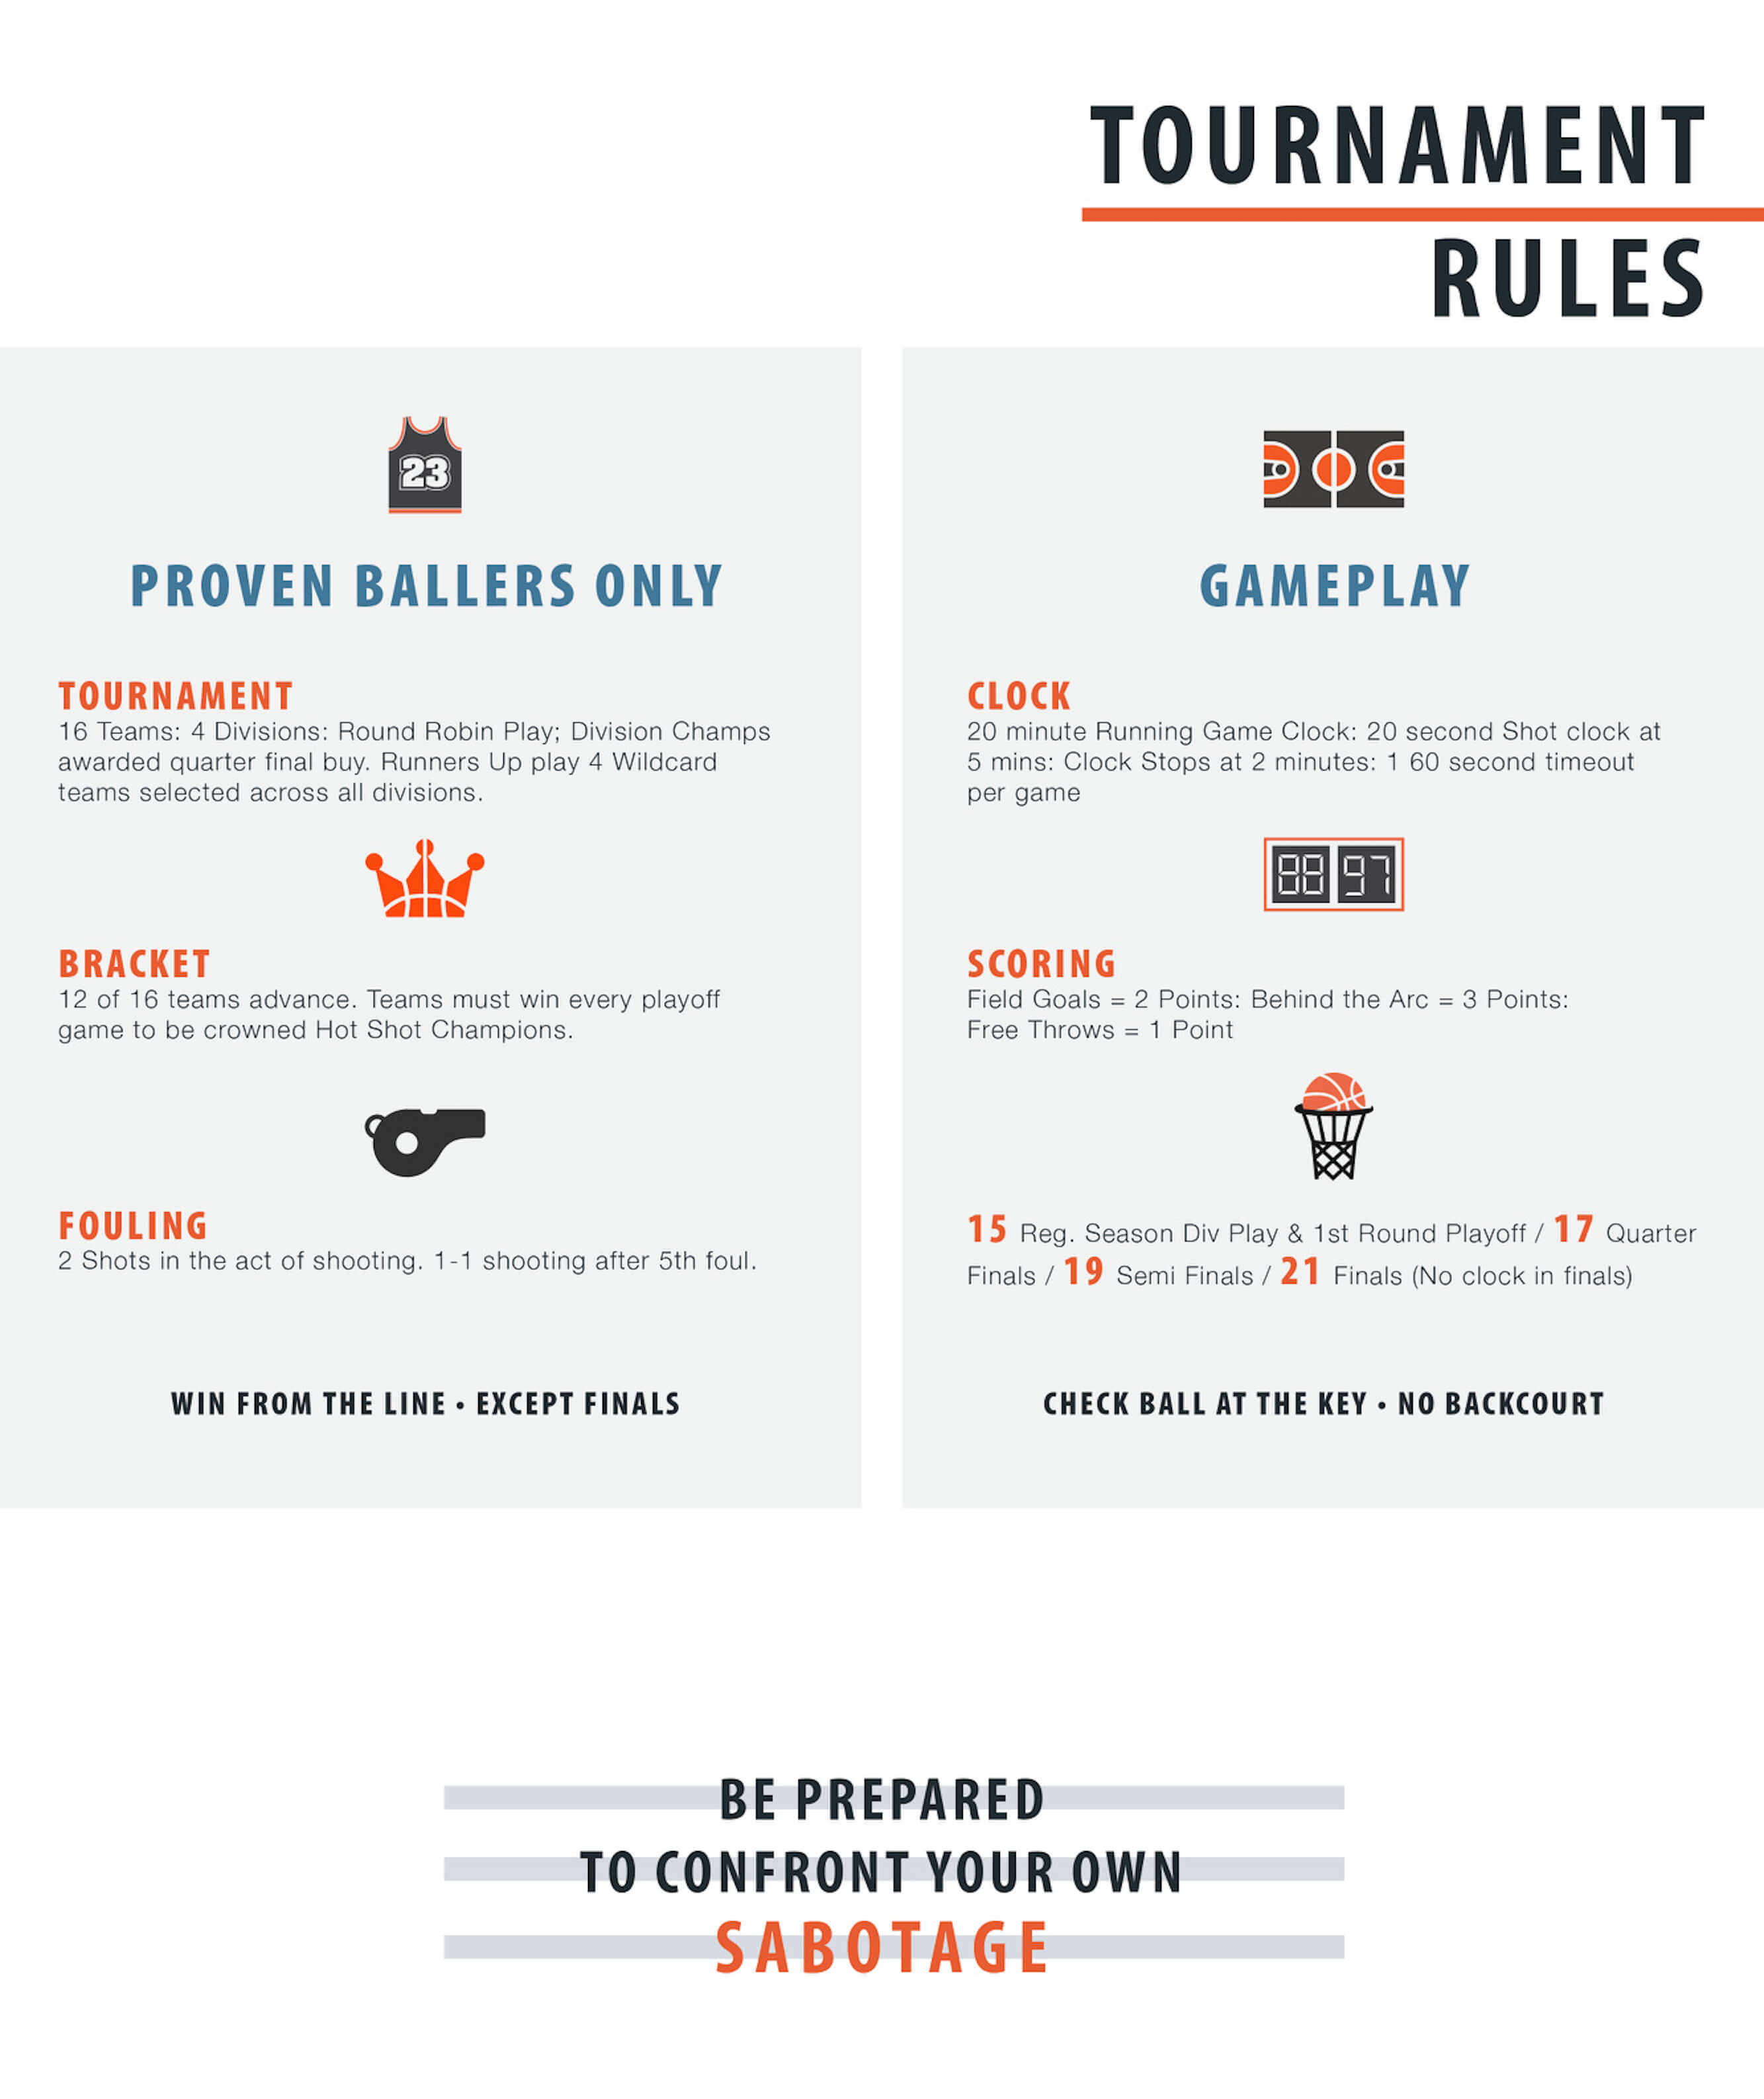 TOURNAMENT
RULES
23
PROVEN BALLERS ONLY
TOURNAMENT
16 Teams: 4 Divisions: Round Robin Play; Division Champs
awarded quarter final buy. Runners Up play 4 Wildcard
teams selected across all divisions.
BRACKET
12 of 16 teams advance. Teams must win every playoff
game to be crowned Hot Shot Champions.
FOULING
2 Shots in the act of shooting. 1-1 shooting after 5th foul.
WIN FROM THE LINE • EXCEPT FINALS
GAMEPLAY
CLOCK
20 minute Running Game Clock: 20 second Shot clock at
5 mins: Clock Stops at 2 minutes: 1 60 second timeout
per game
88 97
SCORING
Field Goals = 2 Points: Behind the Arc = 3 Points:
Free Throws = 1 Point
15 Reg. Season Div Play & 1st Round Playoff / 17 Quarter
Finals / 19 Semi Finals / 21 Finals (No clock in finals)
CHECK BALL AT THE KEY • NO BACKCOURT
BE PREPARED
TO CONFRONT YOUR OWN
SABOTAGE